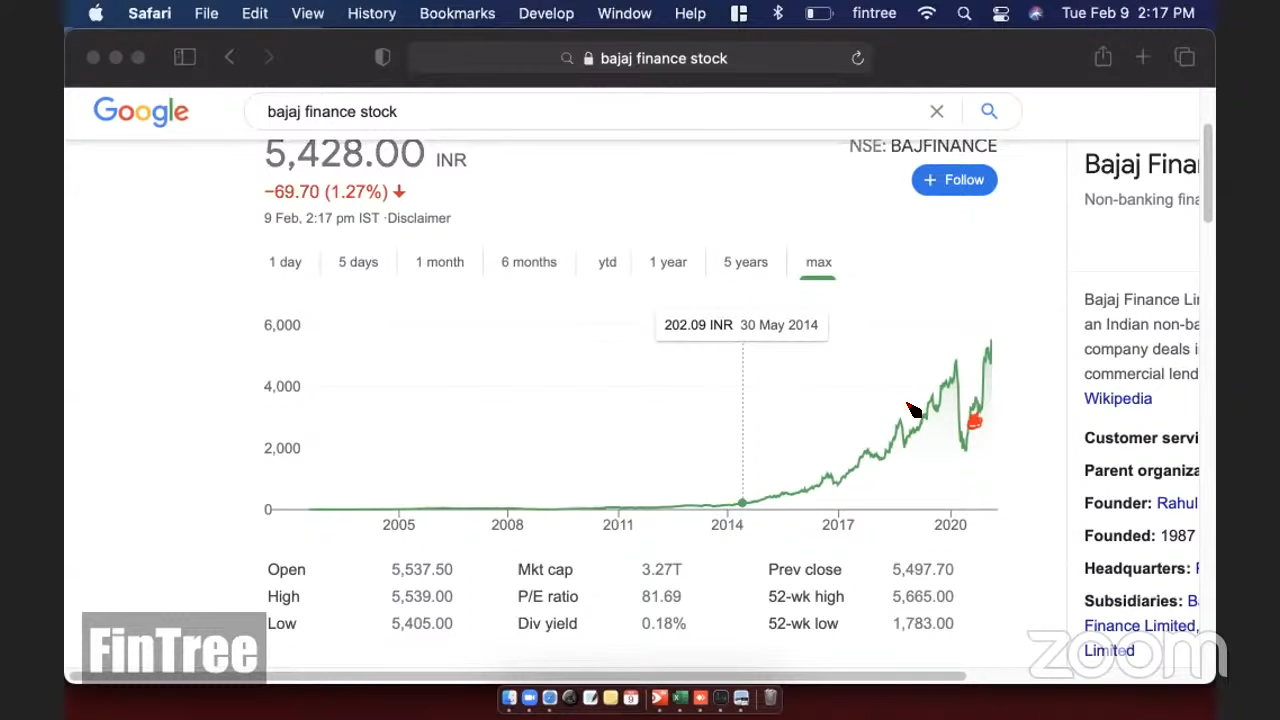 Safari File Edit View History Bookmarks Develop Window Help fintree Tue Feb 9 2:17 PM
bajaj finance stock
Google bajaj finance stock
5,428.00 INR
NSE: BAJFINANCE
−69.70 (1.27%)
+ Follow
9 Feb, 2:17 pm IST ·Disclaimer
1 day 5 days 1 month 6 months ytd 1 year 5 years max
202.09 INR 30 May 2014
6,000
4,000
2,000
0
2005 2008 2011 2014 2017 2020
Open 5,537.50 Mkt cap 3.27T Prev close 5,497.70
High 5,539.00 P/E ratio 81.69 52-wk high 5,665.00
Low 5,405.00 Div yield 0.18% 52-wk low 1,783.00
Bajaj Fina
Non-banking fina
Bajaj Finance Li
an Indian non-ba
company deals i
commercial lend
Wikipedia
Customer servi
Parent organiza
Founder: Rahul
Founded: 1987
Headquarters:
Subsidiaries: B
Finance Limited,
Limited
FinTree
zoom